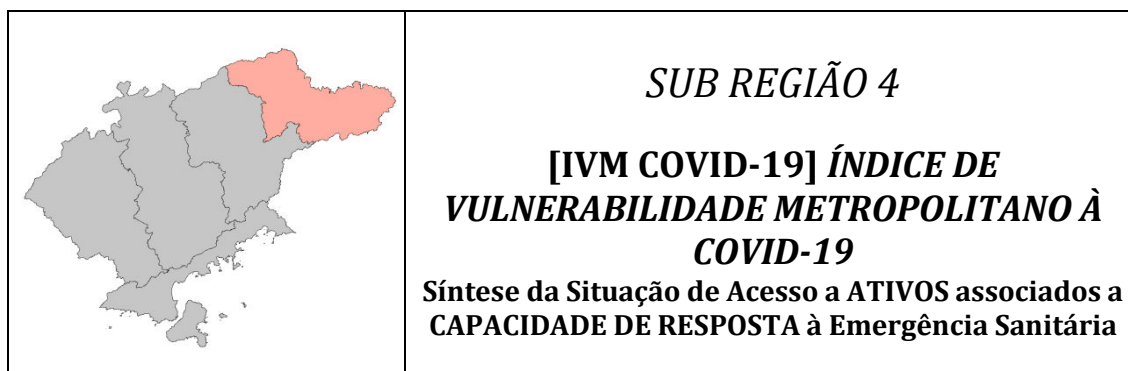 SUB REGIÃO 4
[IVM COVID-19] ÍNDICE DE
VULNERABILIDADE METROPOLITANO À
COVID-19
Síntese da Situação de Acesso a ATIVOS associados a
CAPACIDADE DE RESPOSTA à Emergência Sanitária